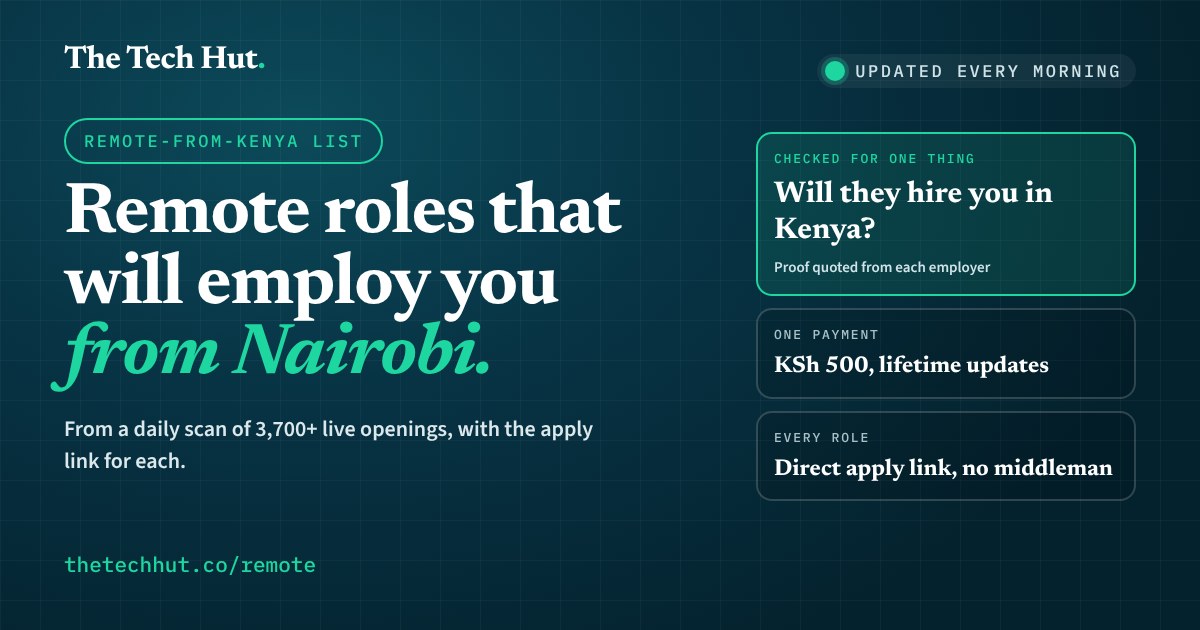 The Tech Hut.
UPDATED EVERY MORNING
REMOTE-FROM-KENYA LIST
Remote roles that
will employ you
from Nairobi.
From a daily scan of 3,700+ live openings, with the apply
link for each.
thetechhut.co/remote
CHECKED FOR ONE THING
Will they hire you in
Kenya?
Proof quoted from each employer
ONE PAYMENT
KSh 500, lifetime updates
EVERY ROLE
Direct apply link, no middleman